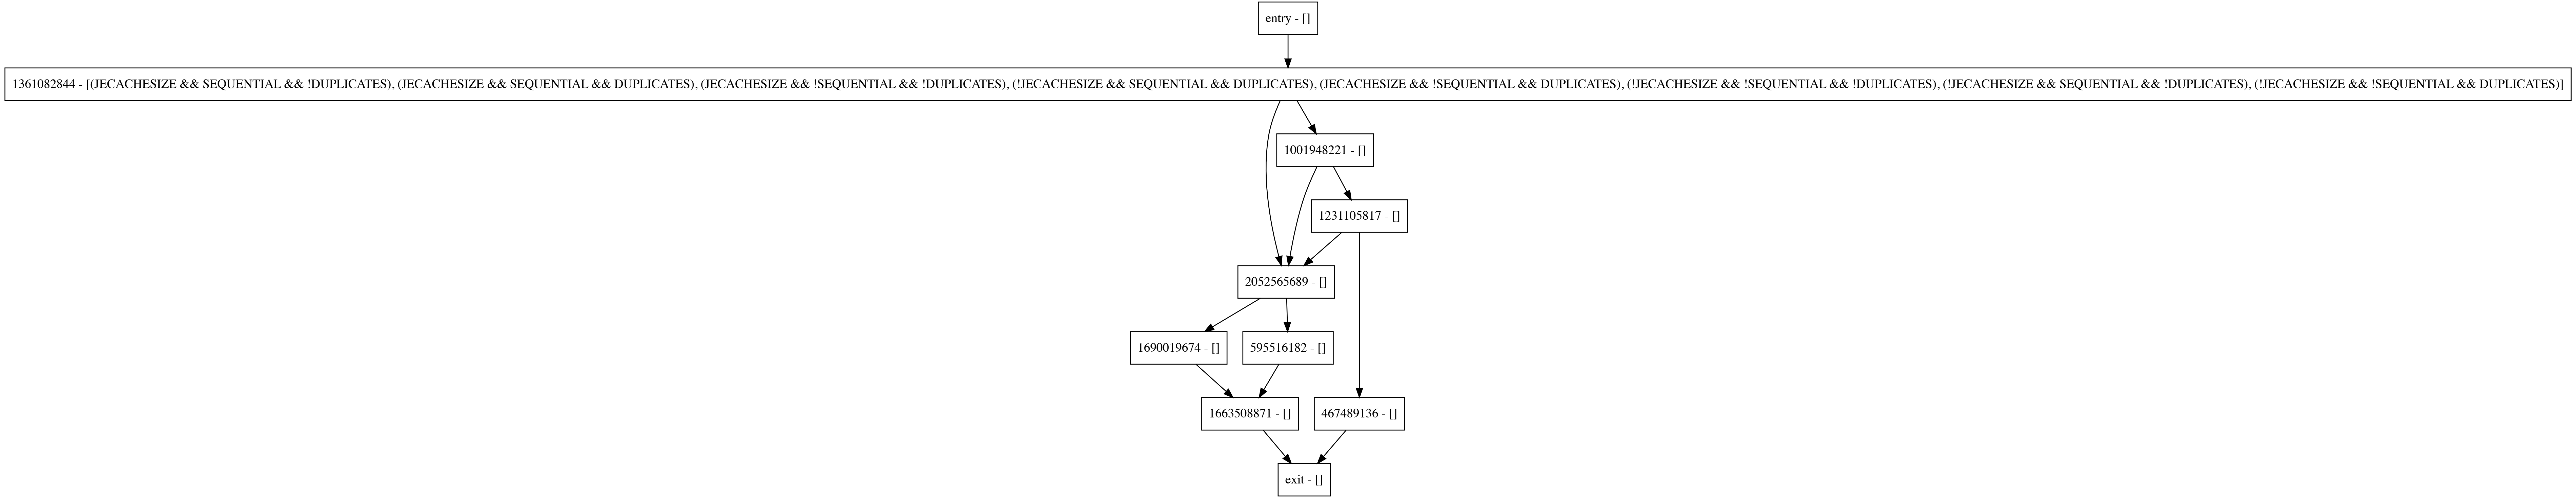 entry - []
1361082844 - [(JECACHESIZE && SEQUENTIAL && !DUPLICATES), (JECACHESIZE && SEQUENTIAL && DUPLICATES), (JECACHESIZE && !SEQUENTIAL && !DUPLICATES), (!JECACHESIZE && SEQUENTIAL && DUPLICATES), (JECACHESIZE && !SEQUENTIAL && DUPLICATES), (!JECACHESIZE && !SEQUENTIAL && !DUPLICATES), (!JECACHESIZE && SEQUENTIAL && !DUPLICATES), (!JECACHESIZE && !SEQUENTIAL && DUPLICATES)]
1001948221 - []
1231105817 - []
2052565689 - []
1690019674 - []
595516182 - []
1663508871 - []
467489136 - []
exit - []